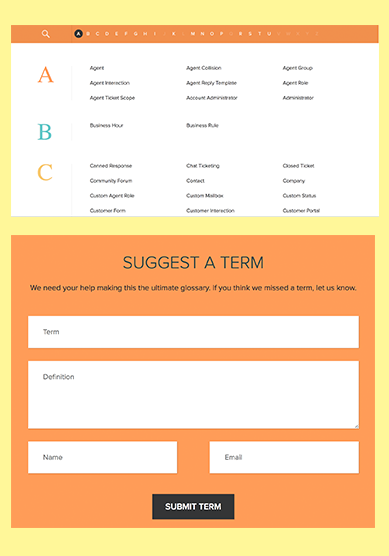 A B C D E F G H I K M N O P R S T U
A
Agent Agent Collision Agent Group
Agent Interaction Agent Reply Template Agent Role
Agent Ticket Scope Account Administrator Administrator
B
Business Hour Business Rule
C
Canned Response Chat Ticketing Closed Ticket
Community Forum Contact Company
Custom Agent Role Custom Mailbox Custom Status
Customer Form Customer Interection Customer Portal
SUGGEST A TERM
We need your help making this the ultimate glossary. if you think we missed a term, let us know.
Term
Definition
Name Email
SUBMIT TERM